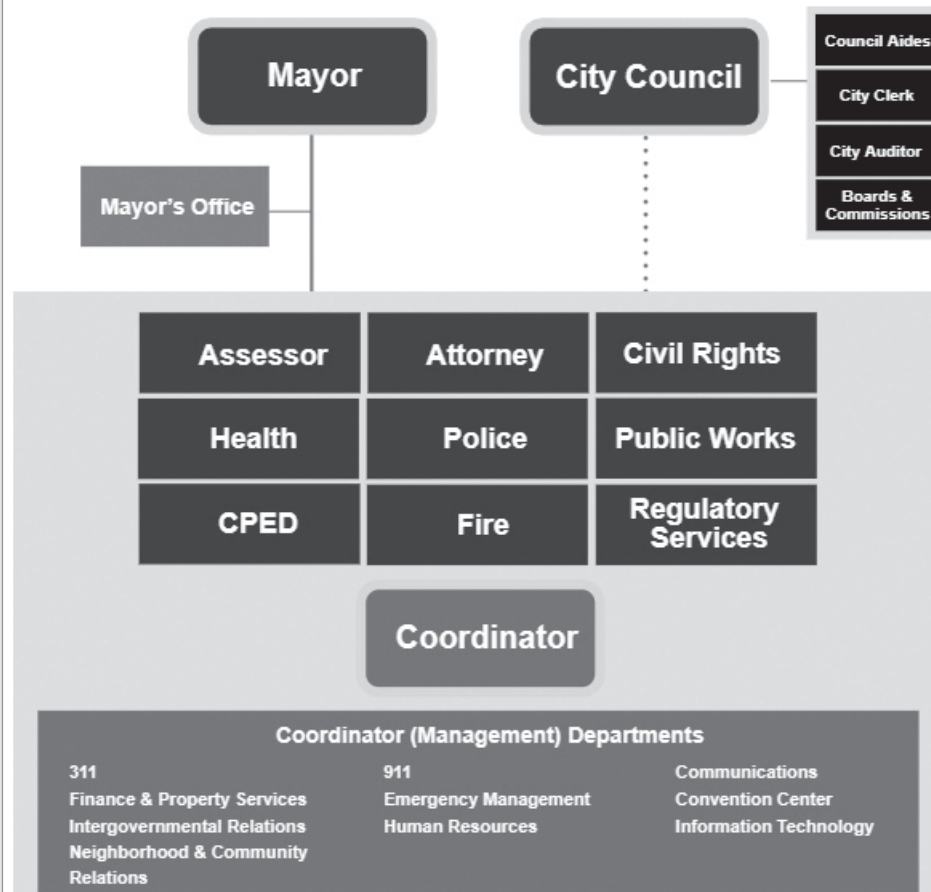 Mayor
City Council
Council Aides
City Clerk
City Auditor
Boards &
Commissions
Mayor's Office
Assessor
Attorney
Civil Rights
Health
Police
Public Works
CPED
Fire
Regulatory
Services
Coordinator
Coordinator (Management) Departments
311
Finance & Property Services
Intergovernmental Relations
Neighborhood & Community
Relations
911
Emergency Management
Human Resources
Communications
Convention Center
Information Technology